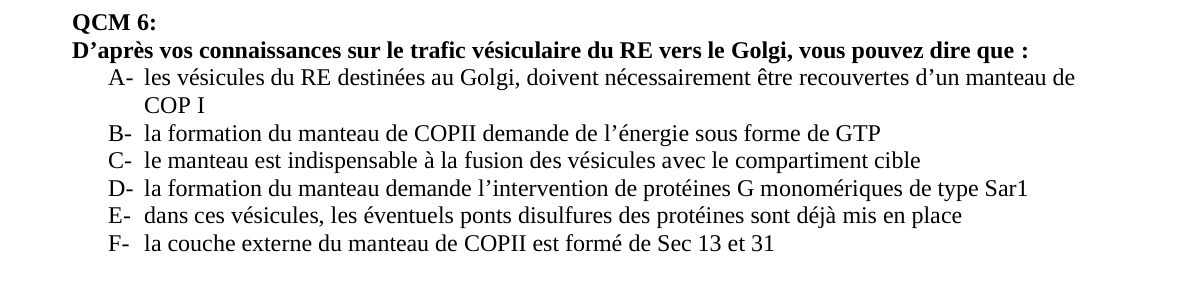 QCM 6:
D’après vos connaissances sur le trafic vésiculaire du RE vers le Golgi, vous pouvez dire que :
A- les vésicules du RE destinées au Golgi, doivent nécessairement être recouvertes d’un manteau de
COP I
B- la formation du manteau de COPII demande de l’énergie sous forme de GTP
C- le manteau est indispensable à la fusion des vésicules avec le compartiment cible
D- la formation du manteau demande l’intervention de protéines G monomériques de type Sar1
E- dans ces vésicules, les éventuels ponts disulfures des protéines sont déjà mis en place
F- la couche externe du manteau de COPII est formé de Sec 13 et 31